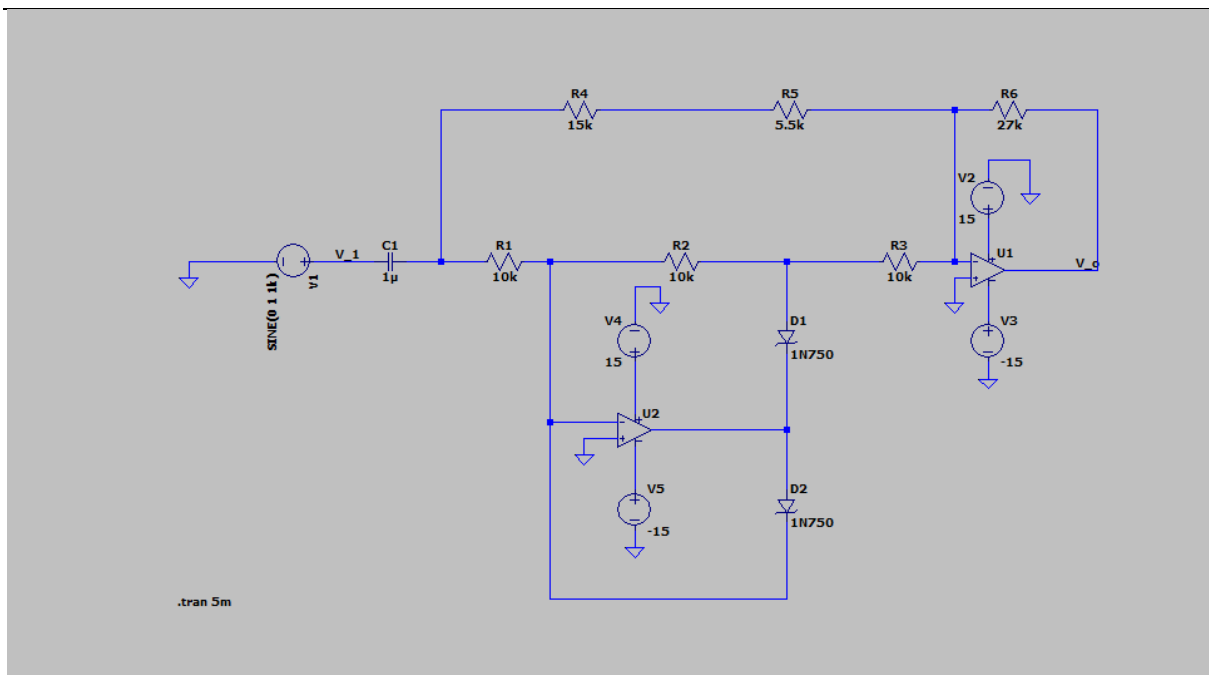 R4
15k
R5
5.5k
R6
27k
V2
15
V_1
C1
1µ
R1
10k
R2
10k
R3
10k
U1
V_o
V1
SINE(0 1 1k)
V4
15
D1
1N750
V3
-15
U2
V5
-15
D2
1N750
.tran 5m